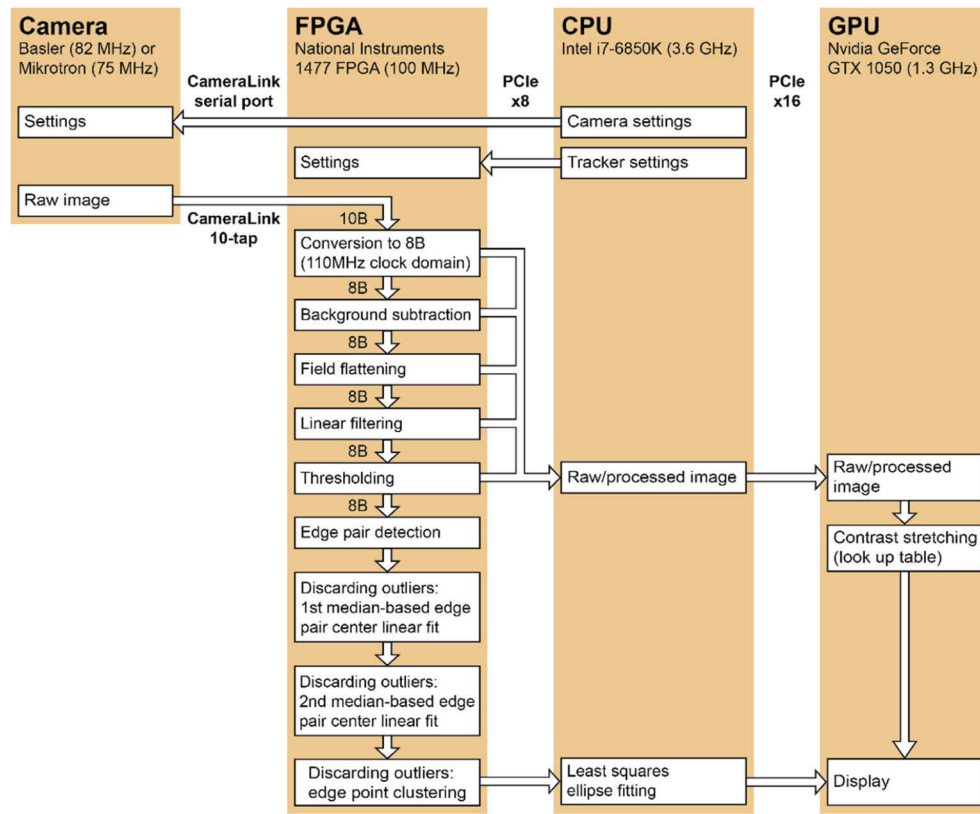 Camera
Basler (82 MHz) or
Mikrotron (75 MHz)
CameraLink
serial port
FPGA
National Instruments
1477 FPGA (100 MHz)
PCIe
x8
CPU
Intel i7-6850K (3.6 GHz)
PCIe
x16
GPU
Nvidia GeForce
GTX 1050 (1.3 GHz)
Settings
Camera settings
Settings
Tracker settings
Raw image
CameraLink
10-tap
10B
Conversion to 8B
(110MHz clock domain)
8B
Background subtraction
8B
Field flattening
8B
Linear filtering
8B
Thresholding
Raw/processed image
Raw/processed
image
8B
Edge pair detection
Contrast stretching
(look up table)
Discarding outliers:
1st median-based edge
pair center linear fit
Discarding outliers:
2nd median-based edge
pair center linear fit
Discarding outliers:
edge point clustering
Least squares
ellipse fitting
Display